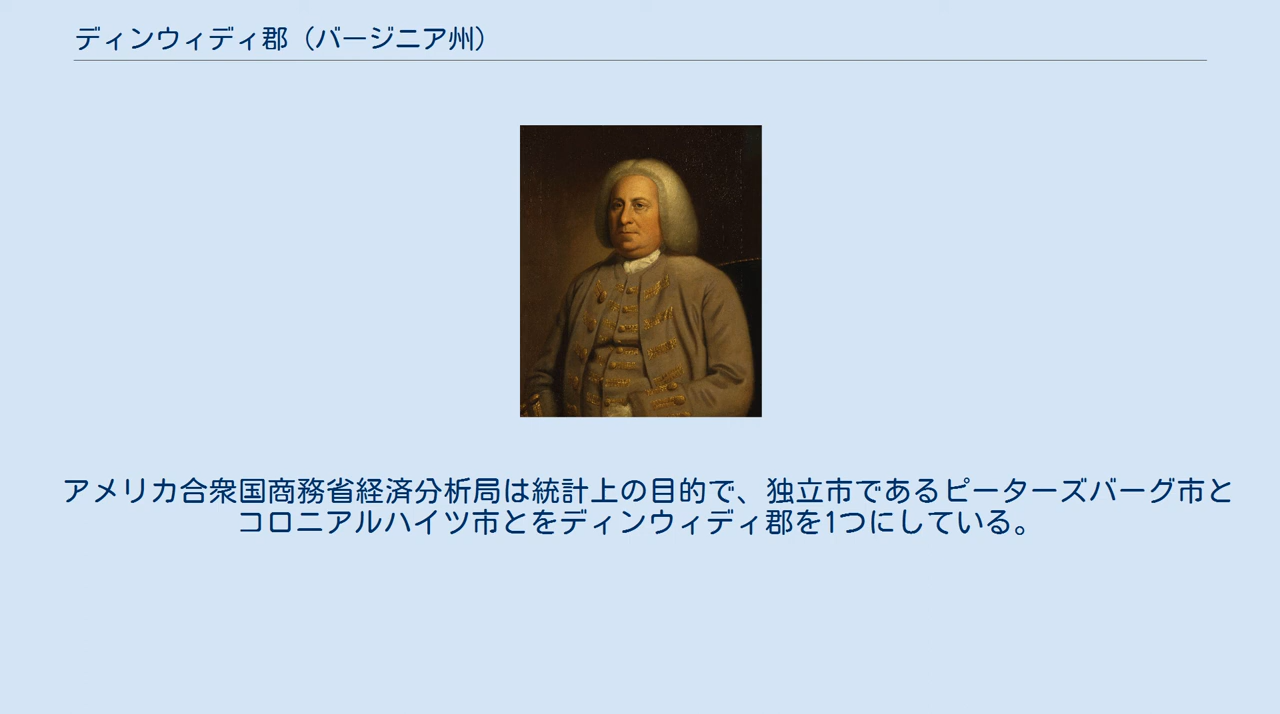 ディンウィディ郡（バージニア州）
アメリカ合衆国商務省経済分析局は統計上の目的で、独立市であるピーターズバーグ市と
コロニアルハイツ市とをディンウィディ郡を1つにしている。